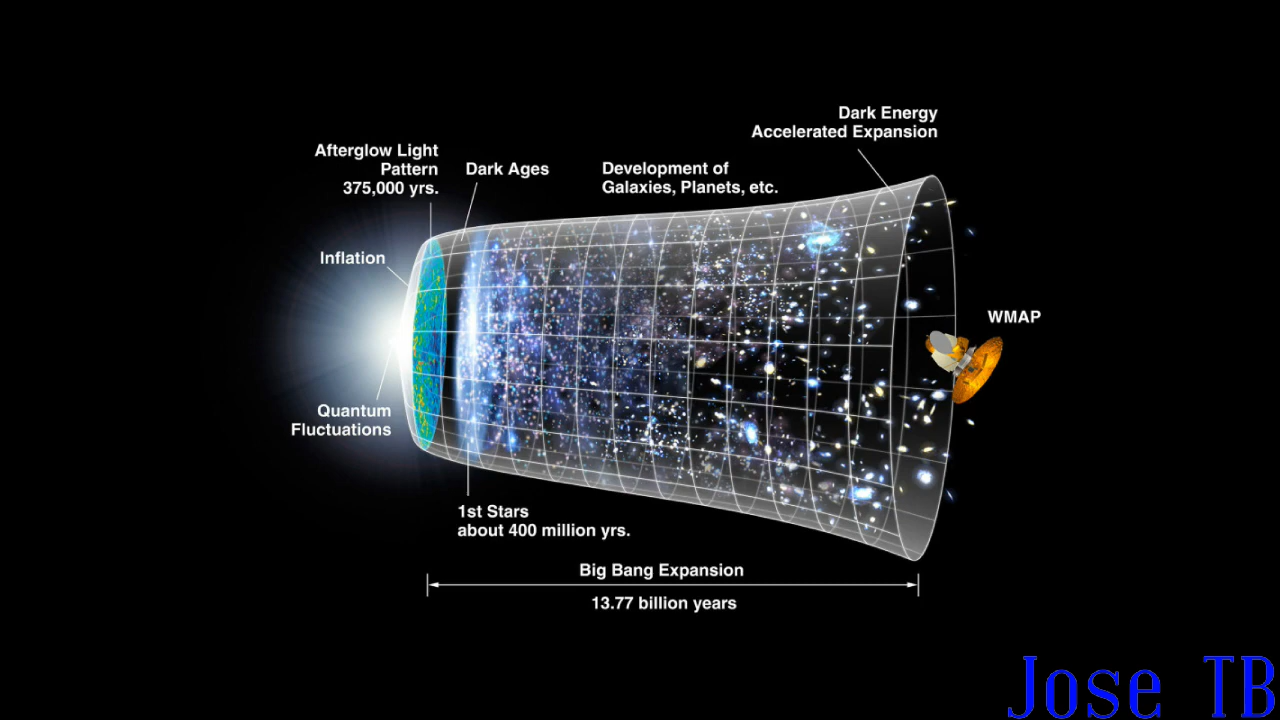 Dark Energy
Accelerated Expansion
Afterglow Light
Pattern
375,000 yrs.
Dark Ages
Development of
Galaxies, Planets, etc.
Inflation
WMAP
Quantum
Fluctuations
1st Stars
about 400 million yrs.
Big Bang Expansion
13.77 billion years
Jose TB